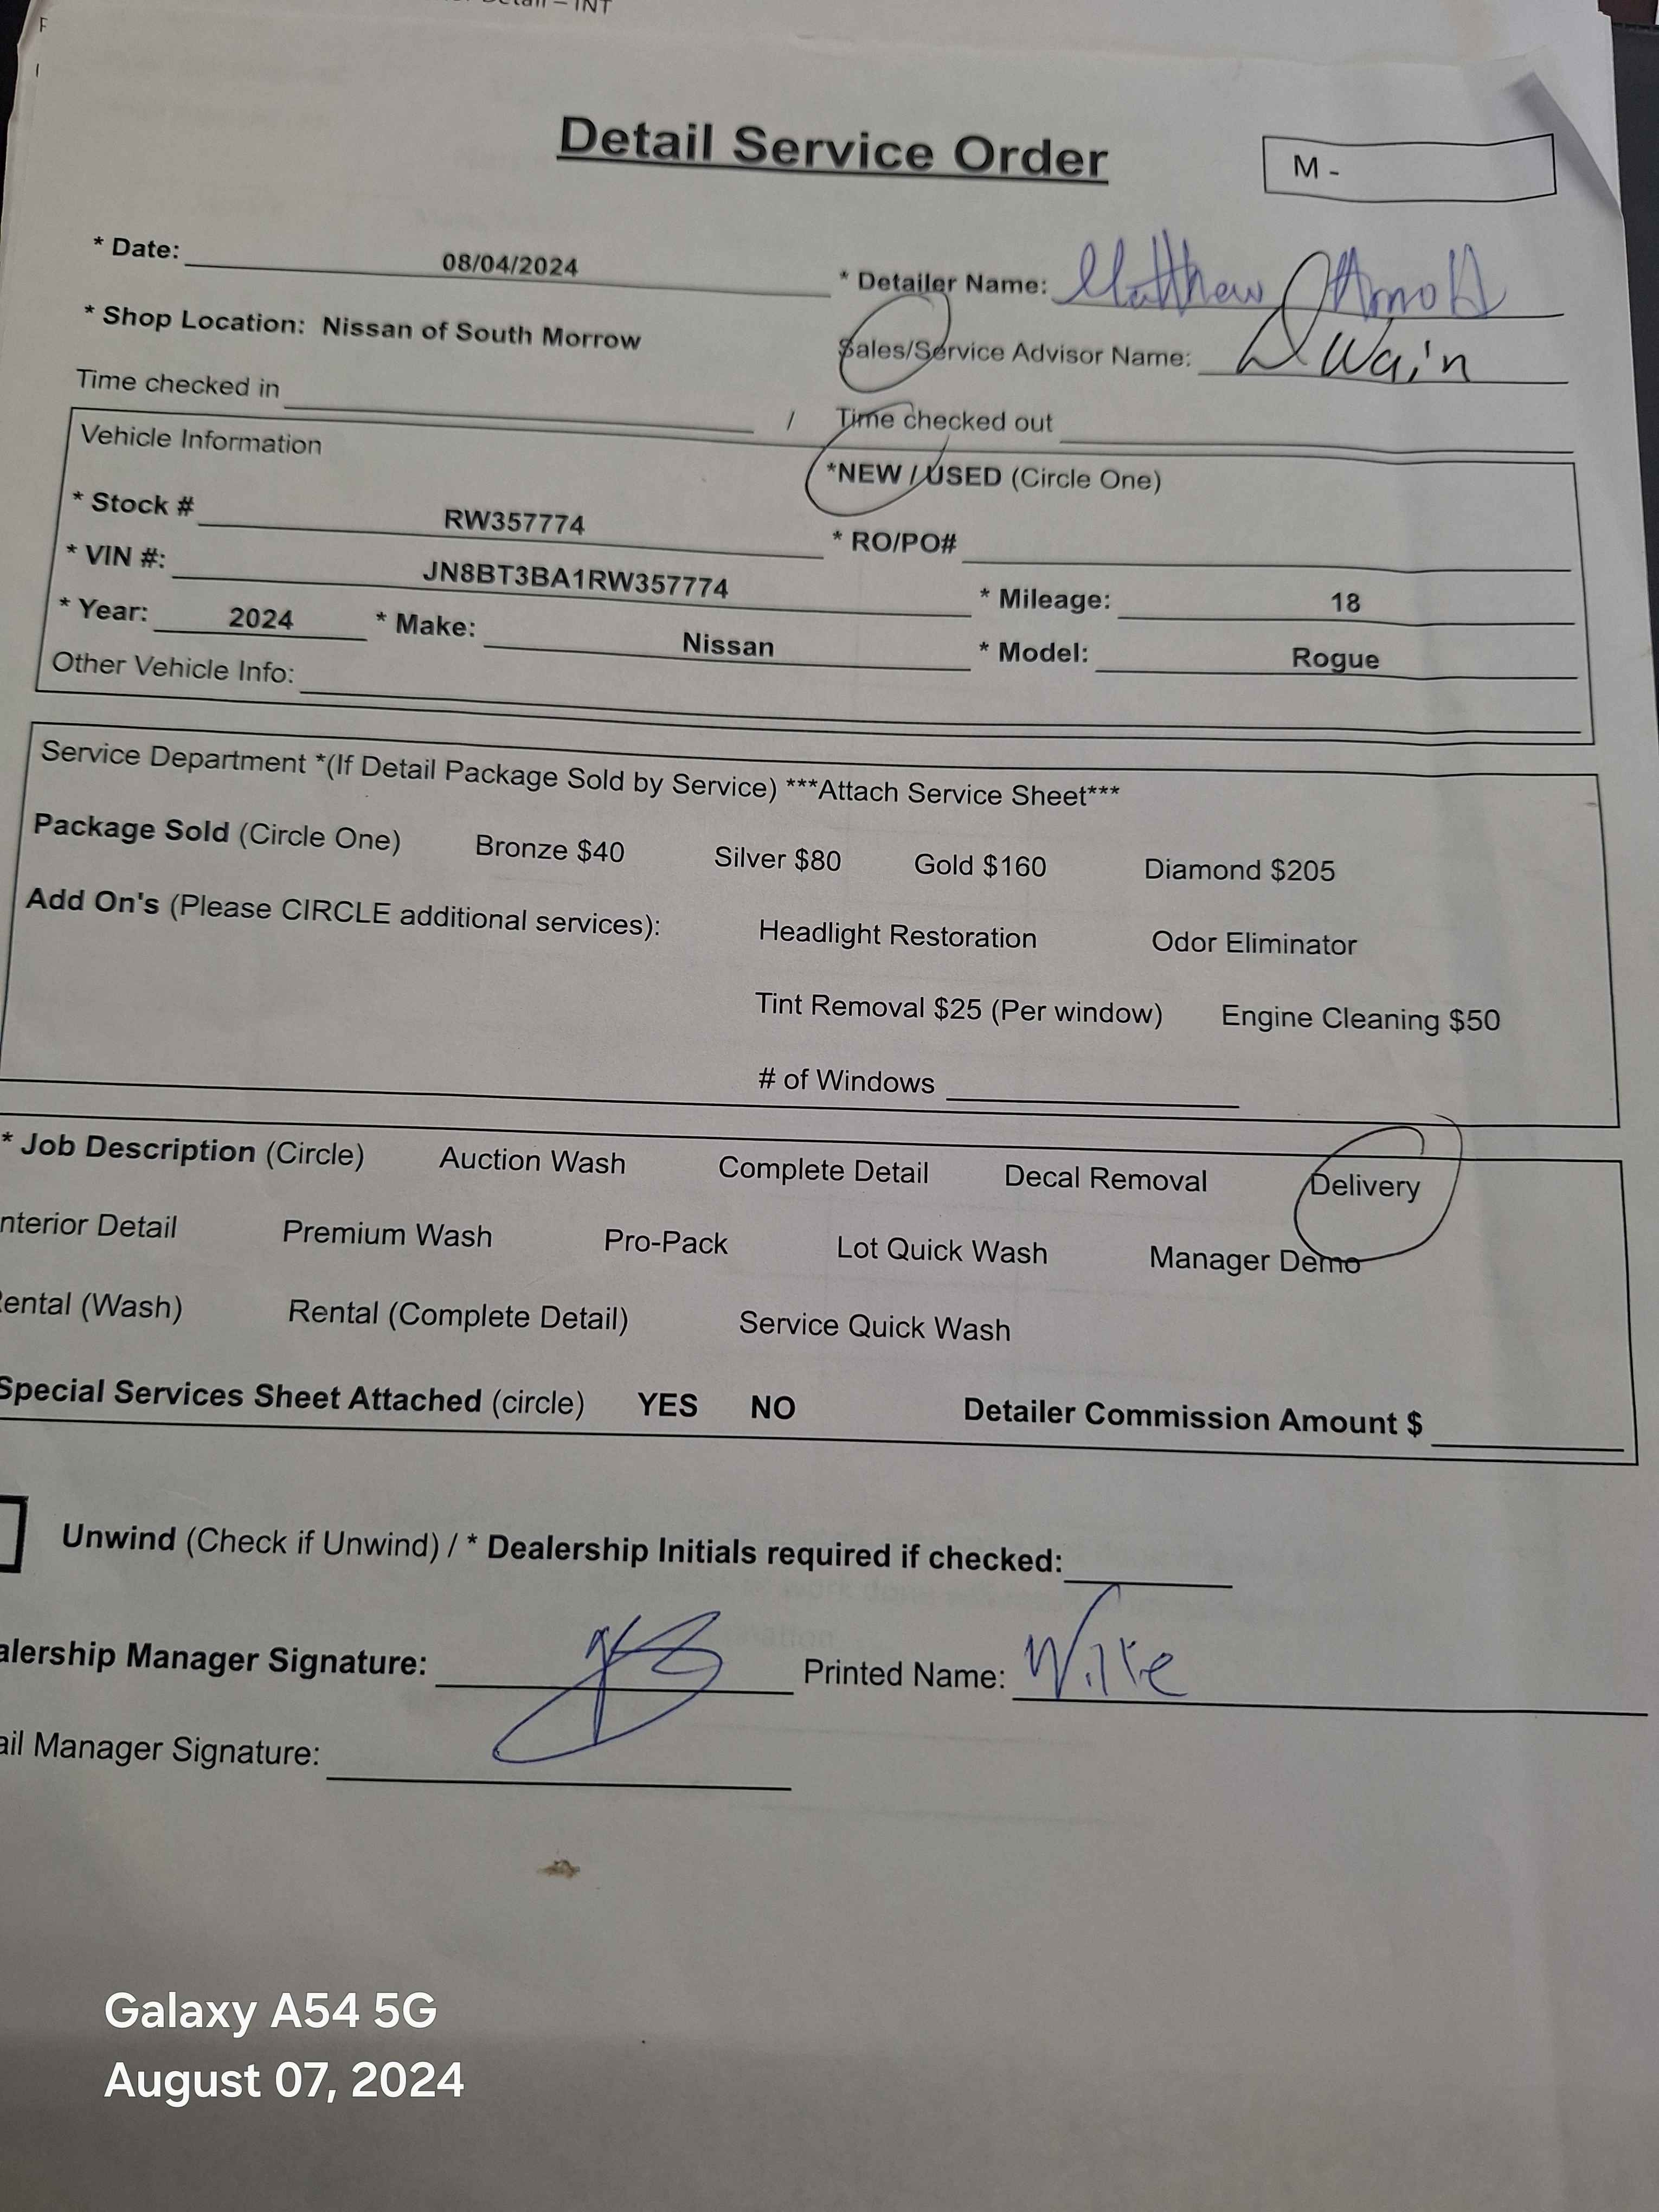 Detail – INT
F
Detail Service Order
M -
* Date: 08/04/2024
* Detailer Name: Matthew Arnold
* Shop Location: Nissan of South Morrow
Sales/Service Advisor Name: Dwain
Time checked in / Time checked out
Vehicle Information
*NEW / USED (Circle One)
* Stock # RW357774
* RO/PO#
* VIN #: JN8BT3BA1RW357774
* Mileage: 18
* Year: 2024 * Make: Nissan * Model: Rogue
Other Vehicle Info:
Service Department *(If Detail Package Sold by Service) ***Attach Service Sheet***
Package Sold (Circle One) Bronze $40 Silver $80 Gold $160 Diamond $205
Add On's (Please CIRCLE additional services): Headlight Restoration Odor Eliminator
Tint Removal $25 (Per window) Engine Cleaning $50
# of Windows
* Job Description (Circle) Auction Wash Complete Detail Decal Removal Delivery
nterior Detail Premium Wash Pro-Pack Lot Quick Wash Manager Demo
ental (Wash) Rental (Complete Detail) Service Quick Wash
Special Services Sheet Attached (circle) YES NO Detailer Commission Amount $
Unwind (Check if Unwind) / * Dealership Initials required if checked:
alership Manager Signature: Printed Name:
ail Manager Signature:
Galaxy A54 5G
August 07, 2024